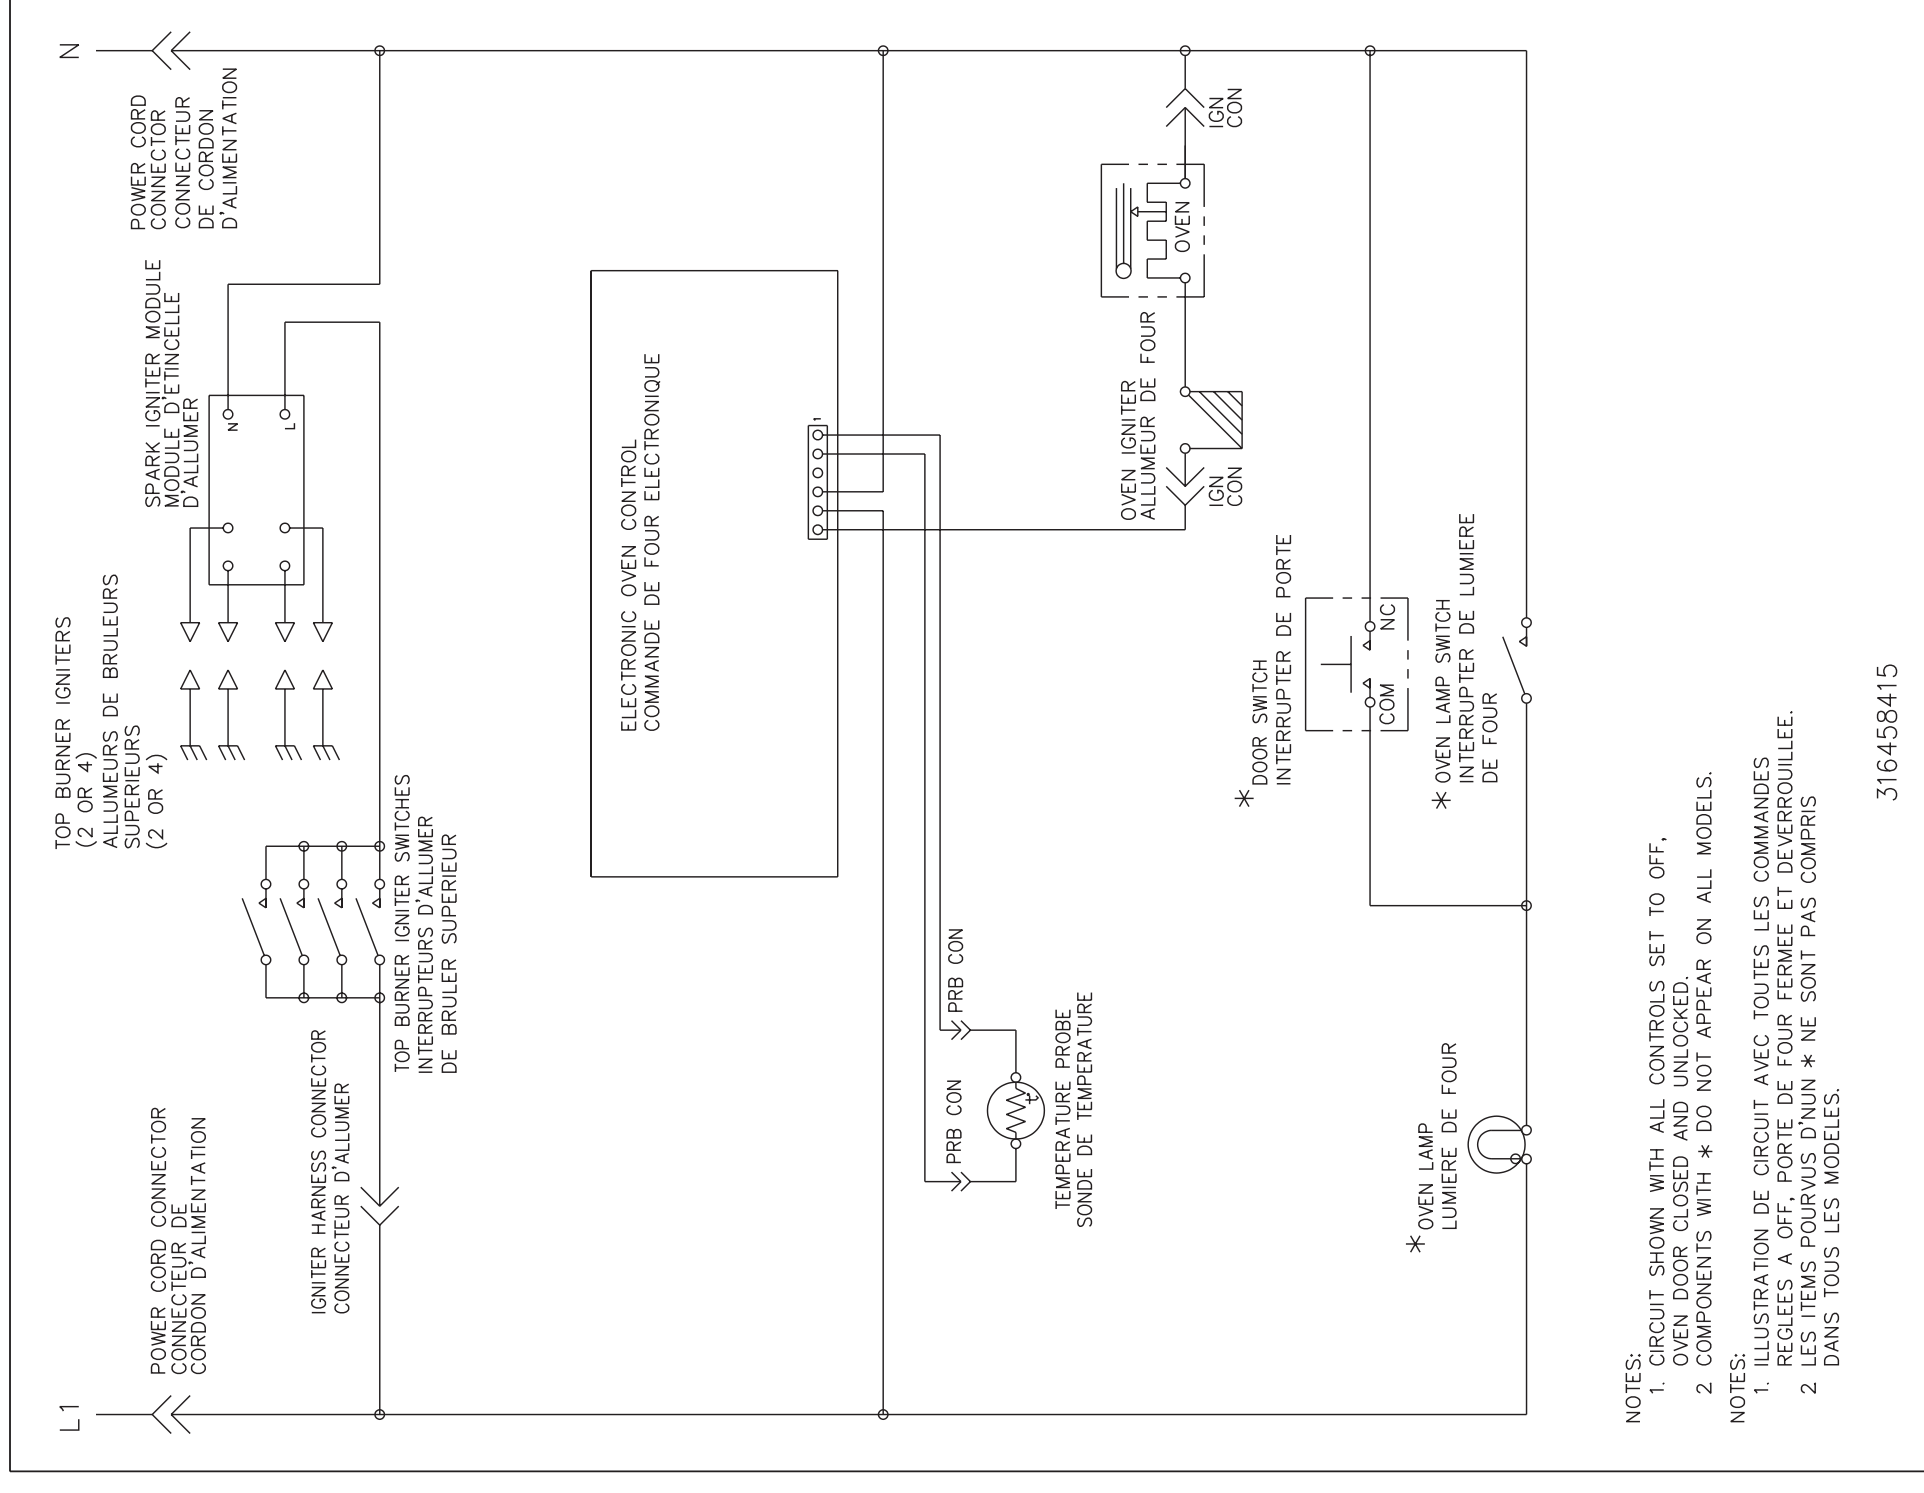 L1
N
POWER CORD CONNECTOR
CONNECTEUR DE
CORDON D'ALIMENTATION
TOP BURNER IGNITERS
(2 OR 4)
ALLUMEURS DE BRULEURS
SUPERIEURS
(2 OR 4)
SPARK IGNITER MODULE
MODULE D'ETINCELLE
D'ALLUMER
N
L
POWER CORD
CONNECTOR
CONNECTEUR
DE CORDON
D'ALIMENTATION
IGNITER HARNESS CONNECTOR
CONNECTEUR D'ALLUMER
TOP BURNER IGNITER SWITCHES
INTERRUPTEURS D'ALLUMER
DE BRULER SUPERIEUR
ELECTRONIC OVEN CONTROL
COMMANDE DE FOUR ELECTRONIQUE
1
PRB CON
PRB CON
t
TEMPERATURE PROBE
SONDE DE TEMPERATURE
OVEN IGNITER
ALLUMEUR DE FOUR
OVEN
IGN
CON
IGN
CON
* DOOR SWITCH
INTERRUPTER DE PORTE
COM
NC
* OVEN LAMP
LUMIERE DE FOUR
* OVEN LAMP SWITCH
INTERRUPTER DE LUMIERE
DE FOUR
NOTES:
1. CIRCUIT SHOWN WITH ALL CONTROLS SET TO OFF,
OVEN DOOR CLOSED AND UNLOCKED.
2 COMPONENTS WITH * DO NOT APPEAR ON ALL MODELS.
NOTES:
1. ILLUSTRATION DE CIRCUIT AVEC TOUTES LES COMMANDES
REGLEES A OFF, PORTE DE FOUR FERMEE ET DEVERROUILLEE.
2 LES ITEMS POURVUS D'NUN * NE SONT PAS COMPRIS
DANS TOUS LES MODELES.
316458415